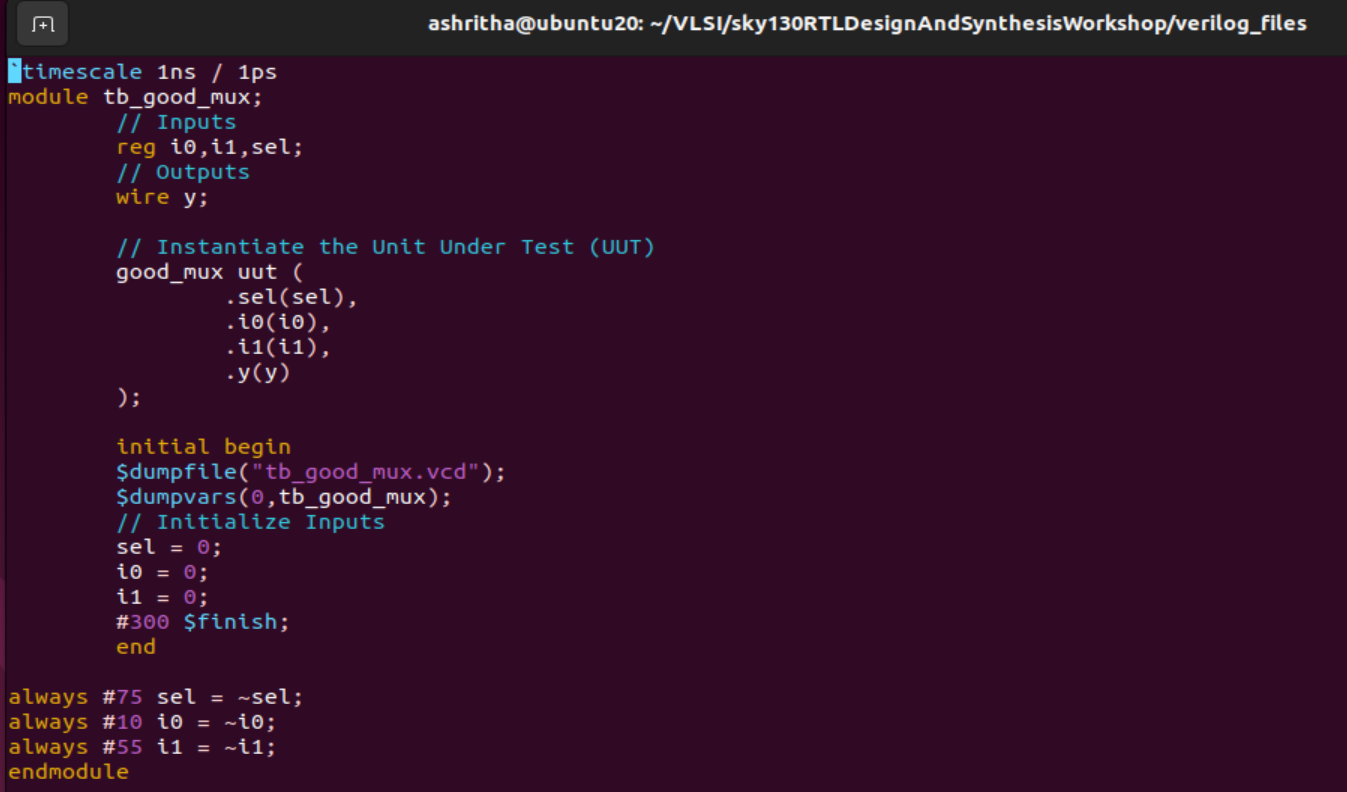 ashritha@ubuntu20: ~/VLSI/sky130RTLDesignAndSynthesisWorkshop/verilog_files
`timescale 1ns / 1ps
module tb_good_mux;
        // Inputs
        reg i0,i1,sel;
        // Outputs
        wire y;

        // Instantiate the Unit Under Test (UUT)
        good_mux uut (
                .sel(sel),
                .i0(i0),
                .i1(i1),
                .y(y)
        );

        initial begin
        $dumpfile("tb_good_mux.vcd");
        $dumpvars(0,tb_good_mux);
        // Initialize Inputs
        sel = 0;
        i0 = 0;
        i1 = 0;
        #300 $finish;
        end

always #75 sel = ~sel;
always #10 i0 = ~i0;
always #55 i1 = ~i1;
endmodule